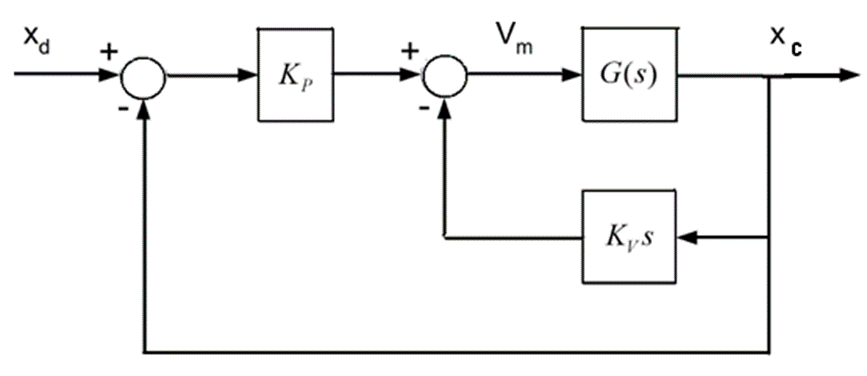 x_d + K_P + V_m G(s) x_c
- -
K_V s